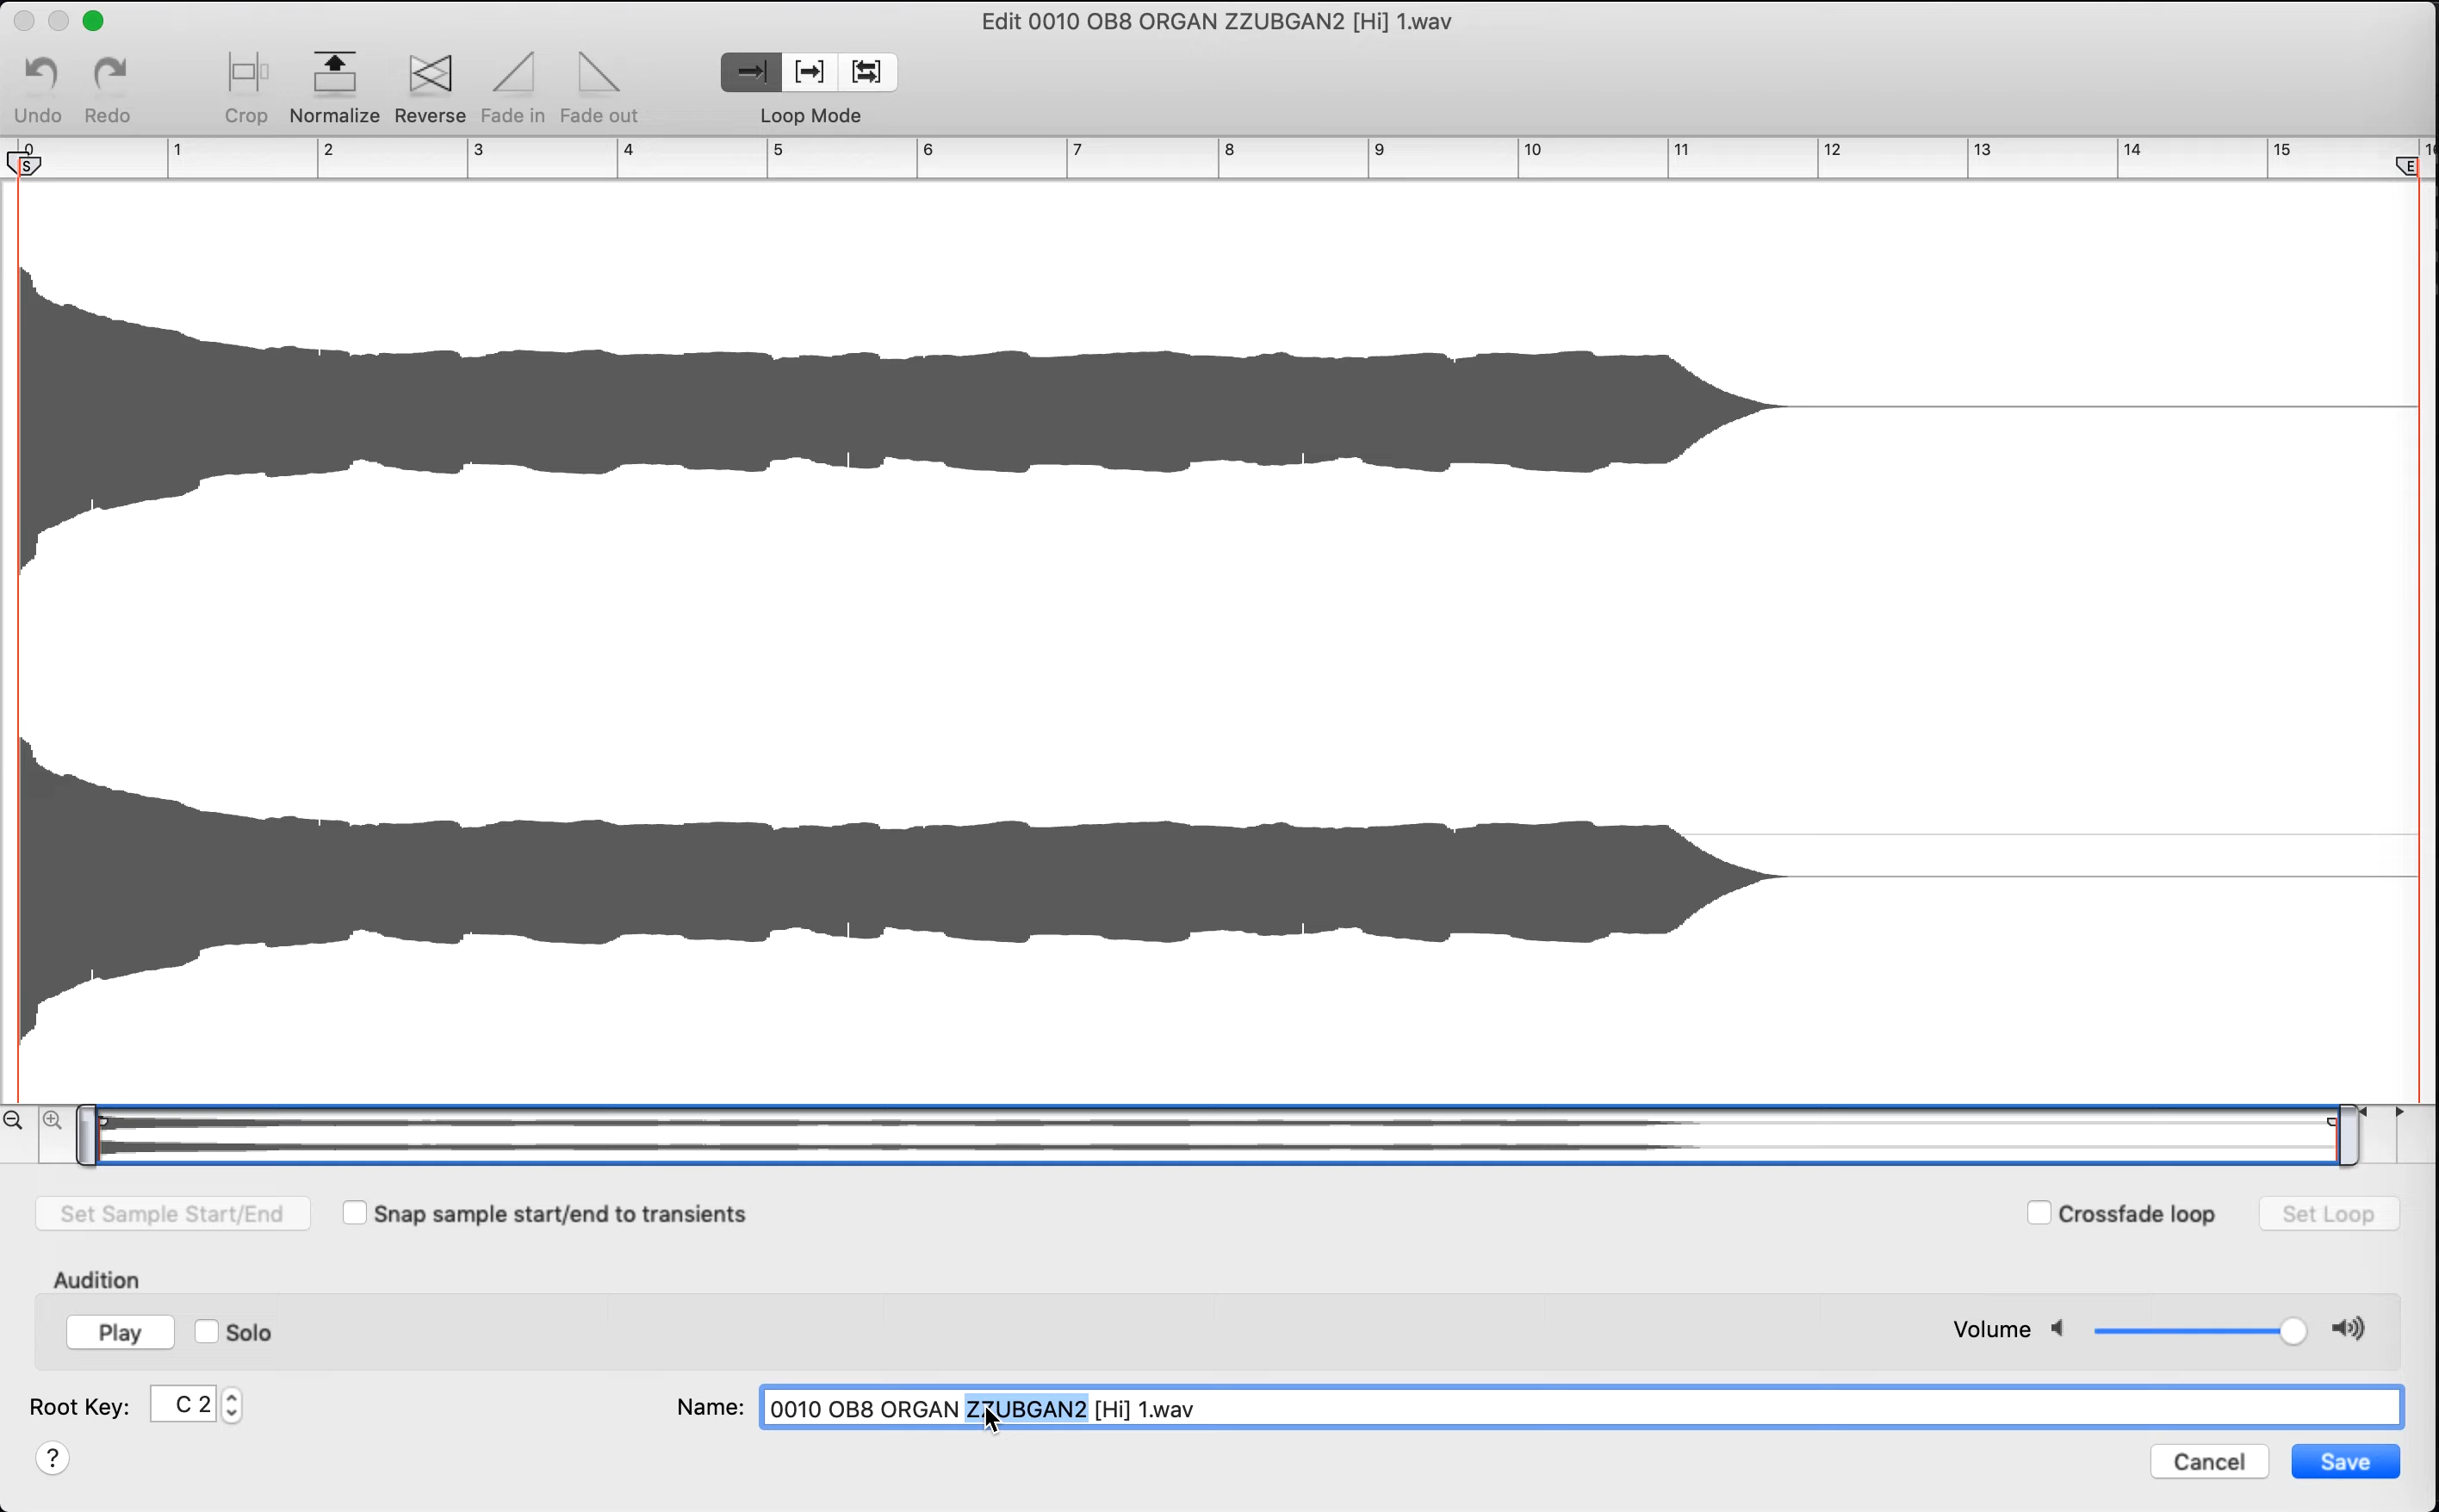 Edit 0010 OB8 ORGAN ZZUBGAN2 [Hi] 1.wav
Undo Redo Crop Normalize Reverse Fade in Fade out Loop Mode
0 1 2 3 4 5 6 7 8 9 10 11 12 13 14 15
S E
Set Sample Start/End Snap sample start/end to transients Crossfade loop Set Loop
Audition
Play Solo Volume
Root Key: C 2 Name: 0010 OB8 ORGAN ZZUBGAN2 [Hi] 1.wav
?
Cancel Save